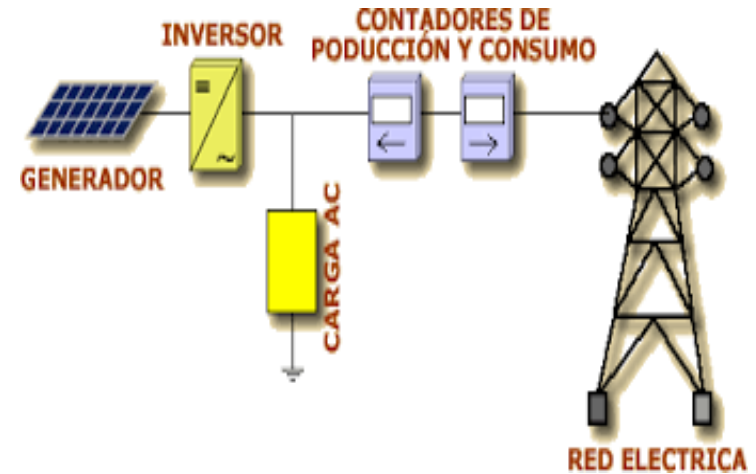 CONTADORES DE
PODUCCIÓN Y CONSUMO
INVERSOR
GENERADOR
CARGA AC
RED ELECTRICA